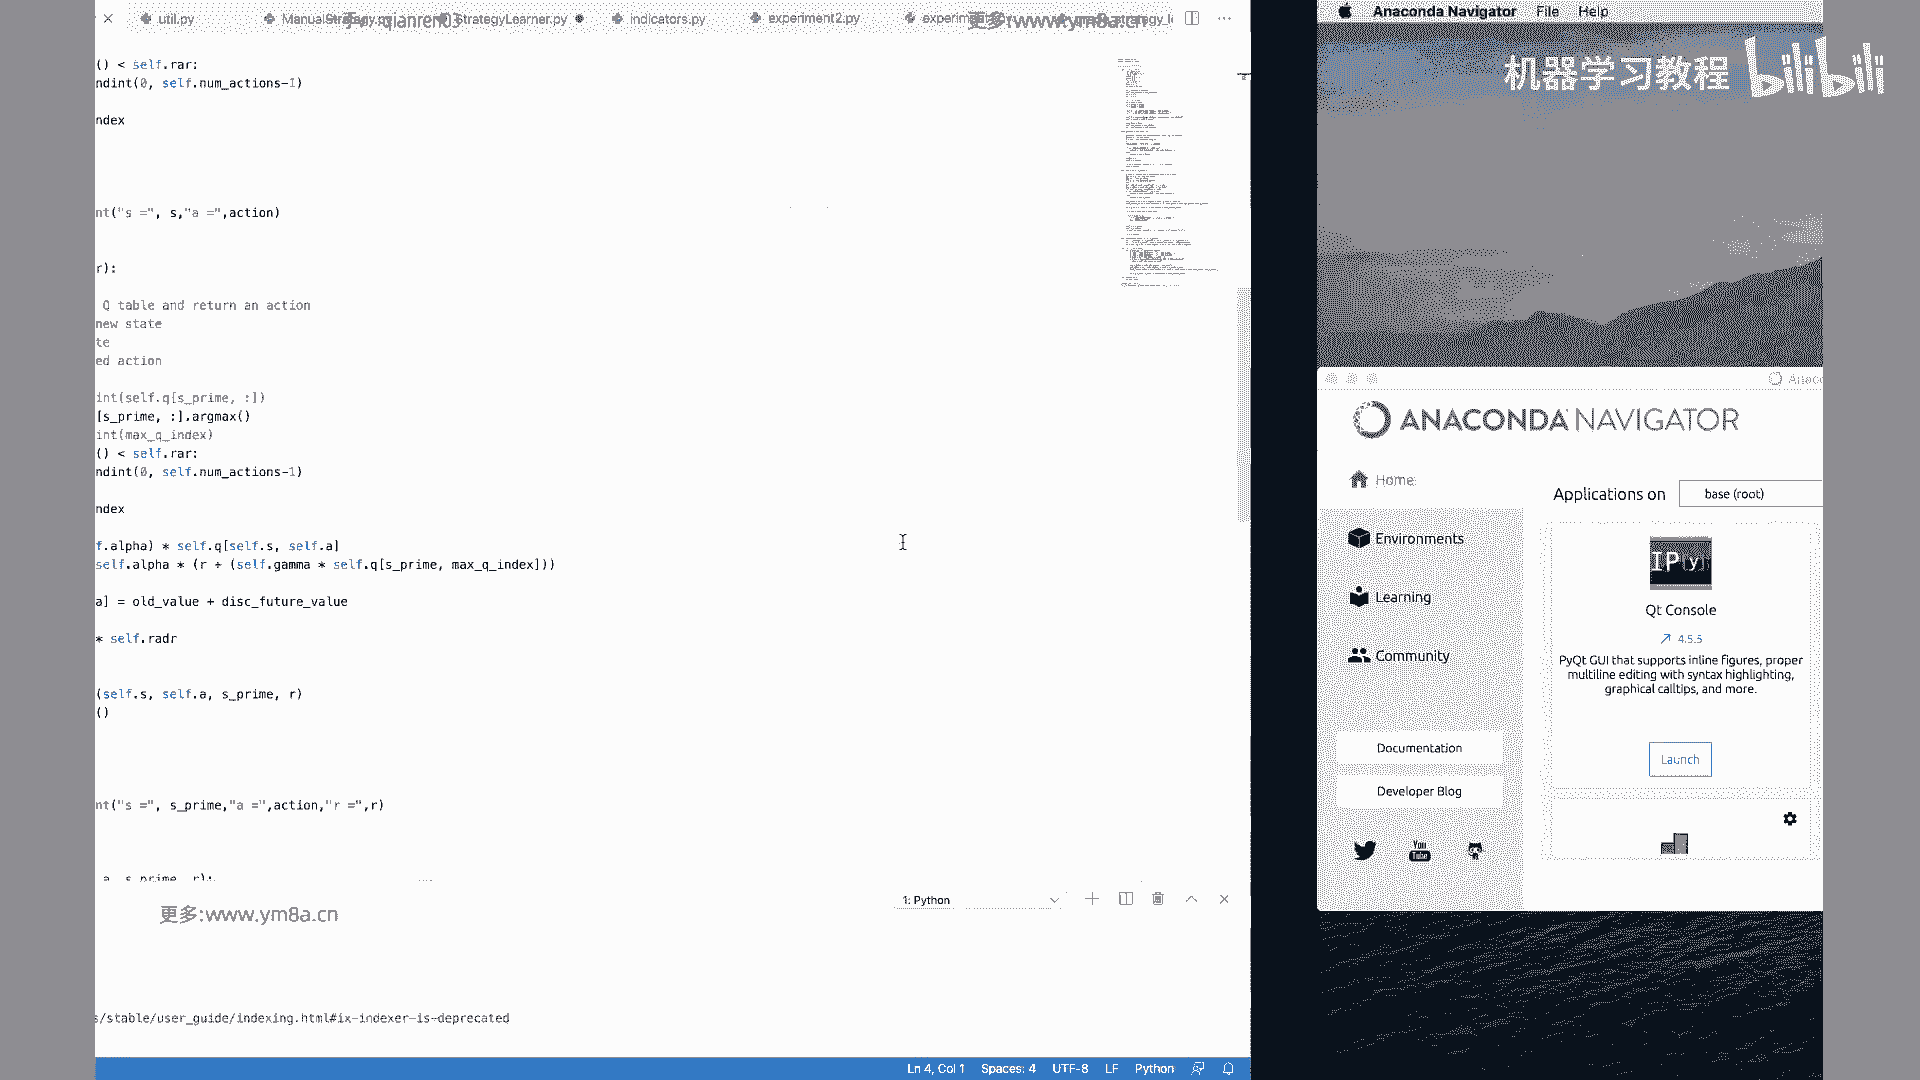 util.py
ManualStrategy.py
StrategyLearner.py
indicators.py
experiment2.py
手: qianren03
更多:www.ym8a.cn
() < self.rar:
ndint(0, self.num_actions-1)
ndex
nt("s =", s,"a =",action)
r):
Q table and return an action
new state
te
ed action
int(self.q[s_prime, :])
[s_prime, :].argmax()
int(max_q_index)
() < self.rar:
ndint(0, self.num_actions-1)
ndex
f.alpha) * self.q[self.s, self.a]
self.alpha * (r + (self.gamma * self.q[s_prime, max_q_index]))
a] = old_value + disc_future_value
* self.radr
(self.s, self.a, s_prime, r)
()
nt("s =", s_prime,"a =",action,"r =",r)
a, s_prime, r):
1: Python
更多:www.ym8a.cn
s/stable/user_guide/indexing.html#ix-indexer-is-deprecated
Ln 4, Col 1 Spaces: 4 UTF-8 LF Python
Anaconda Navigator File Help
机器学习教程 bilibili
Anaco
ANACONDA NAVIGATOR
Home
Applications on base (root)
Environments
Learning
Community
IP[y]
Qt Console
4.5.5
PyQt GUI that supports inline figures, proper
multiline editing with syntax highlighting,
graphical calltips, and more.
Launch
Documentation
Developer Blog
You
Tube